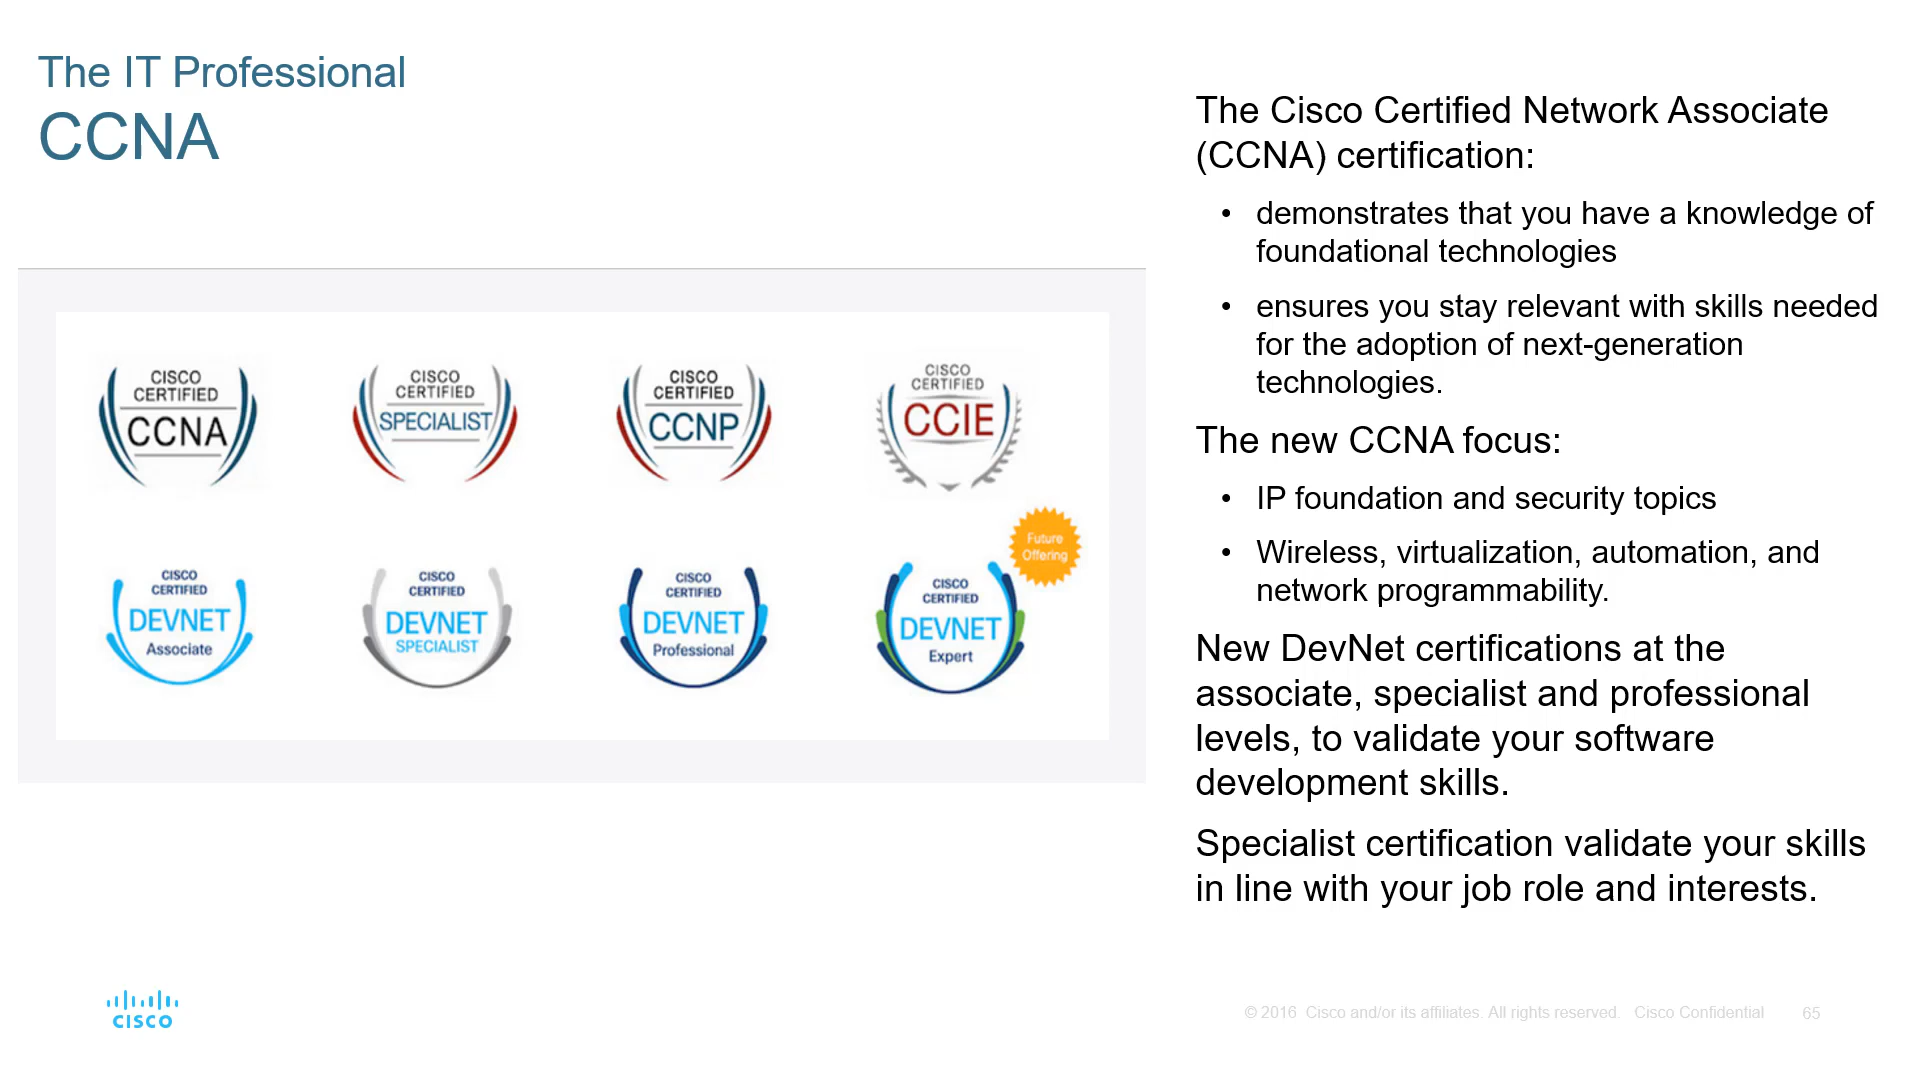 The IT Professional
CCNA
CISCO
CERTIFIED
CCNA
CISCO
CERTIFIED
SPECIALIST
CISCO
CERTIFIED
CCNP
CISCO
CERTIFIED
CCIE
CISCO
CERTIFIED
DEVNET
Associate
CISCO
CERTIFIED
DEVNET
SPECIALIST
CISCO
CERTIFIED
DEVNET
Professional
Future
Offering
CISCO
CERTIFIED
DEVNET
Expert
The Cisco Certified Network Associate
(CCNA) certification:
• demonstrates that you have a knowledge of
foundational technologies
• ensures you stay relevant with skills needed
for the adoption of next-generation
technologies.
The new CCNA focus:
• IP foundation and security topics
• Wireless, virtualization, automation, and
network programmability.
New DevNet certifications at the
associate, specialist and professional
levels, to validate your software
development skills.
Specialist certification validate your skills
in line with your job role and interests.
CISCO
© 2016 Cisco and/or its affiliates. All rights reserved. Cisco Confidential 65